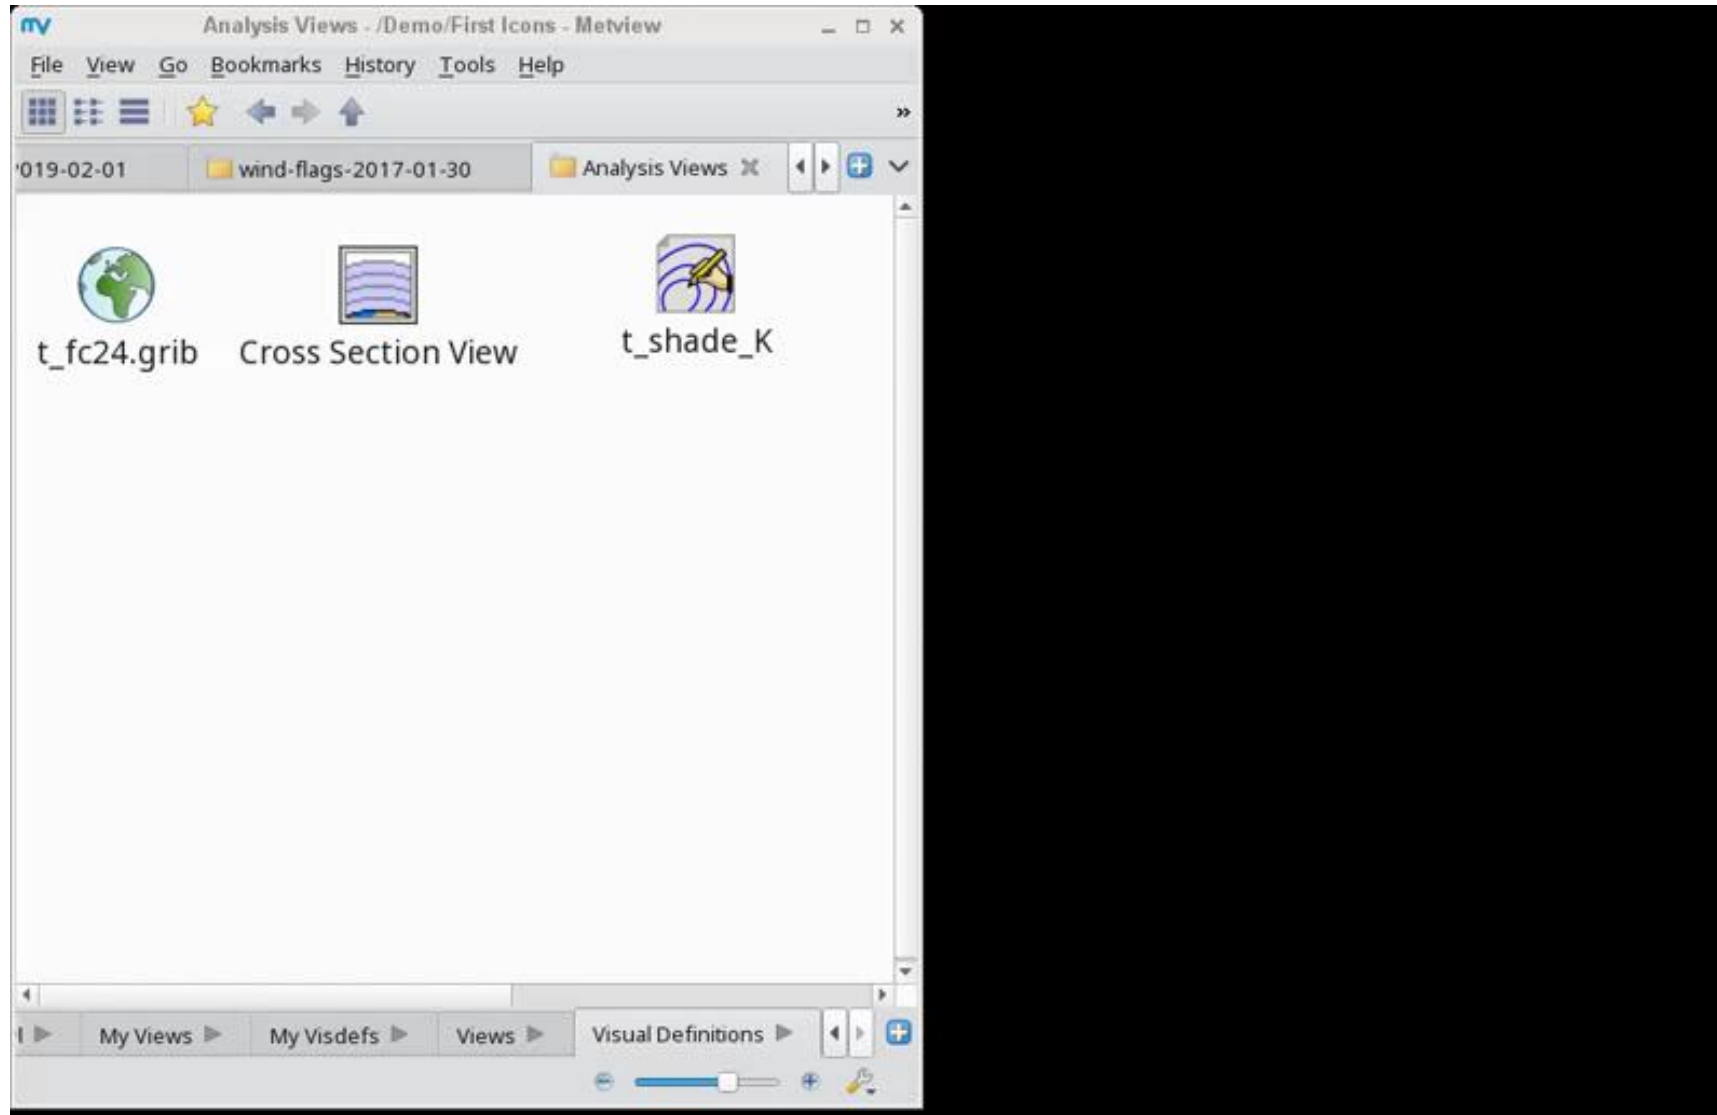 Analysis Views - /Demo/First Icons - Metview
File View Go Bookmarks History Tools Help
»
019-02-01 wind-flags-2017-01-30 Analysis Views
t_fc24.grib Cross Section View t_shade_K
My Views My Visdefs Views Visual Definitions